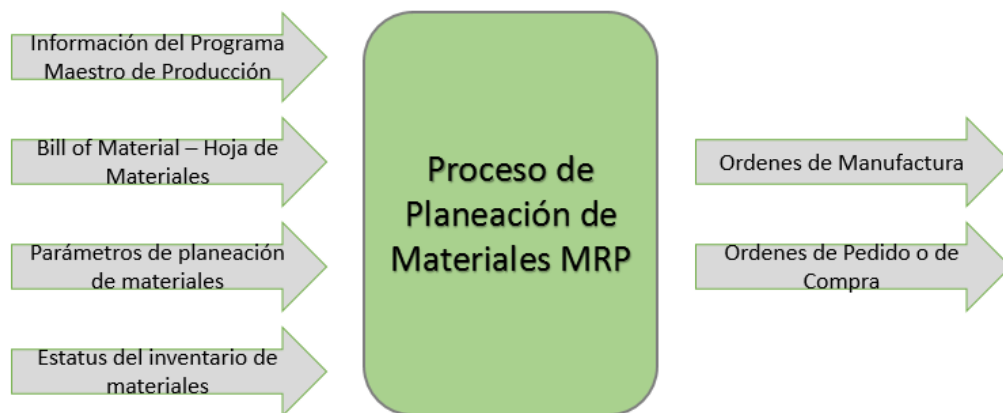 Información del Programa
Maestro de Producción
Bill of Material – Hoja de
Materiales
Parámetros de planeación
de materiales
Estatus del inventario de
materiales
Proceso de
Planeación de
Materiales MRP
Ordenes de Manufactura
Ordenes de Pedido o de
Compra